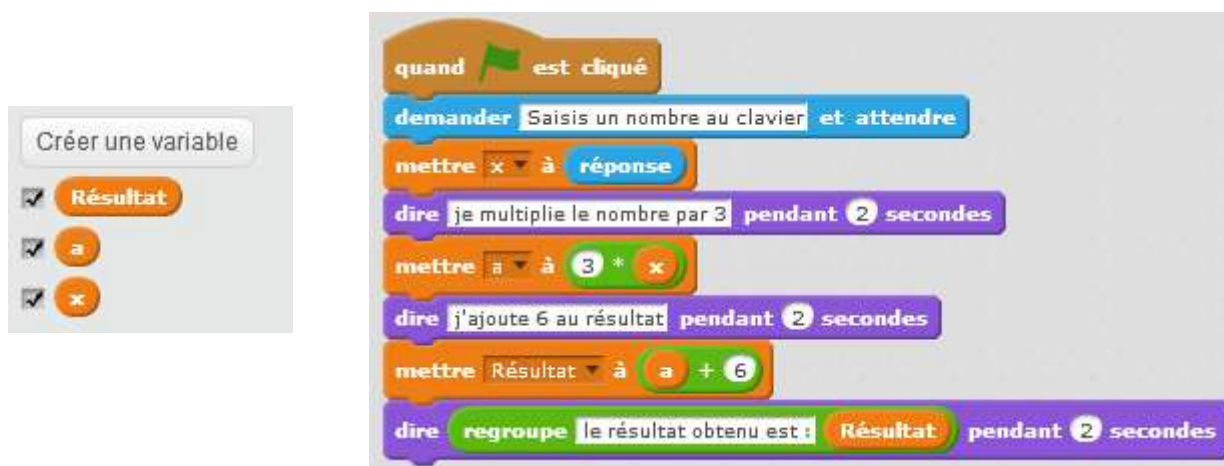 Créer une variable
Résultat
a
x
quand est cliqué
demander Saisis un nombre au clavier et attendre
mettre x à réponse
dire je multiplie le nombre par 3 pendant 2 secondes
mettre a à 3 * x
dire j'ajoute 6 au résultat pendant 2 secondes
mettre Résultat à a + 6
dire regroupe le résultat obtenu est : Résultat pendant 2 secondes